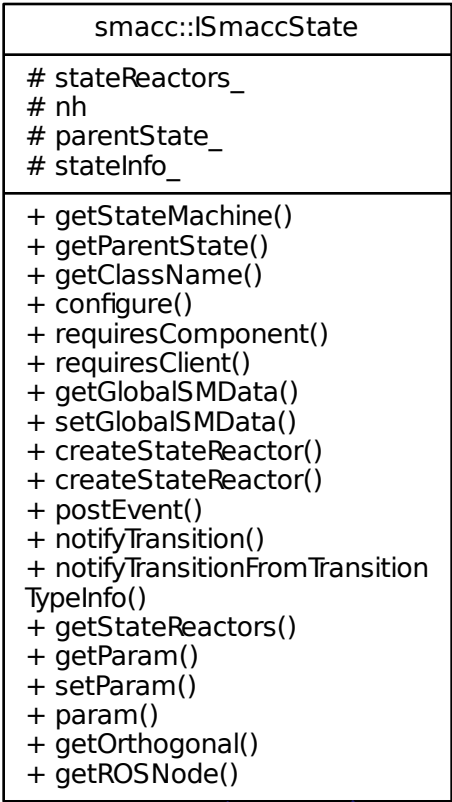 smacc::ISmaccState
# stateReactors_
# nh
# parentState_
# stateInfo_
+ getStateMachine()
+ getParentState()
+ getClassName()
+ configure()
+ requiresComponent()
+ requiresClient()
+ getGlobalSMData()
+ setGlobalSMData()
+ createStateReactor()
+ createStateReactor()
+ postEvent()
+ notifyTransition()
+ notifyTransitionFromTransition
TypeInfo()
+ getStateReactors()
+ getParam()
+ setParam()
+ param()
+ getOrthogonal()
+ getROSNode()